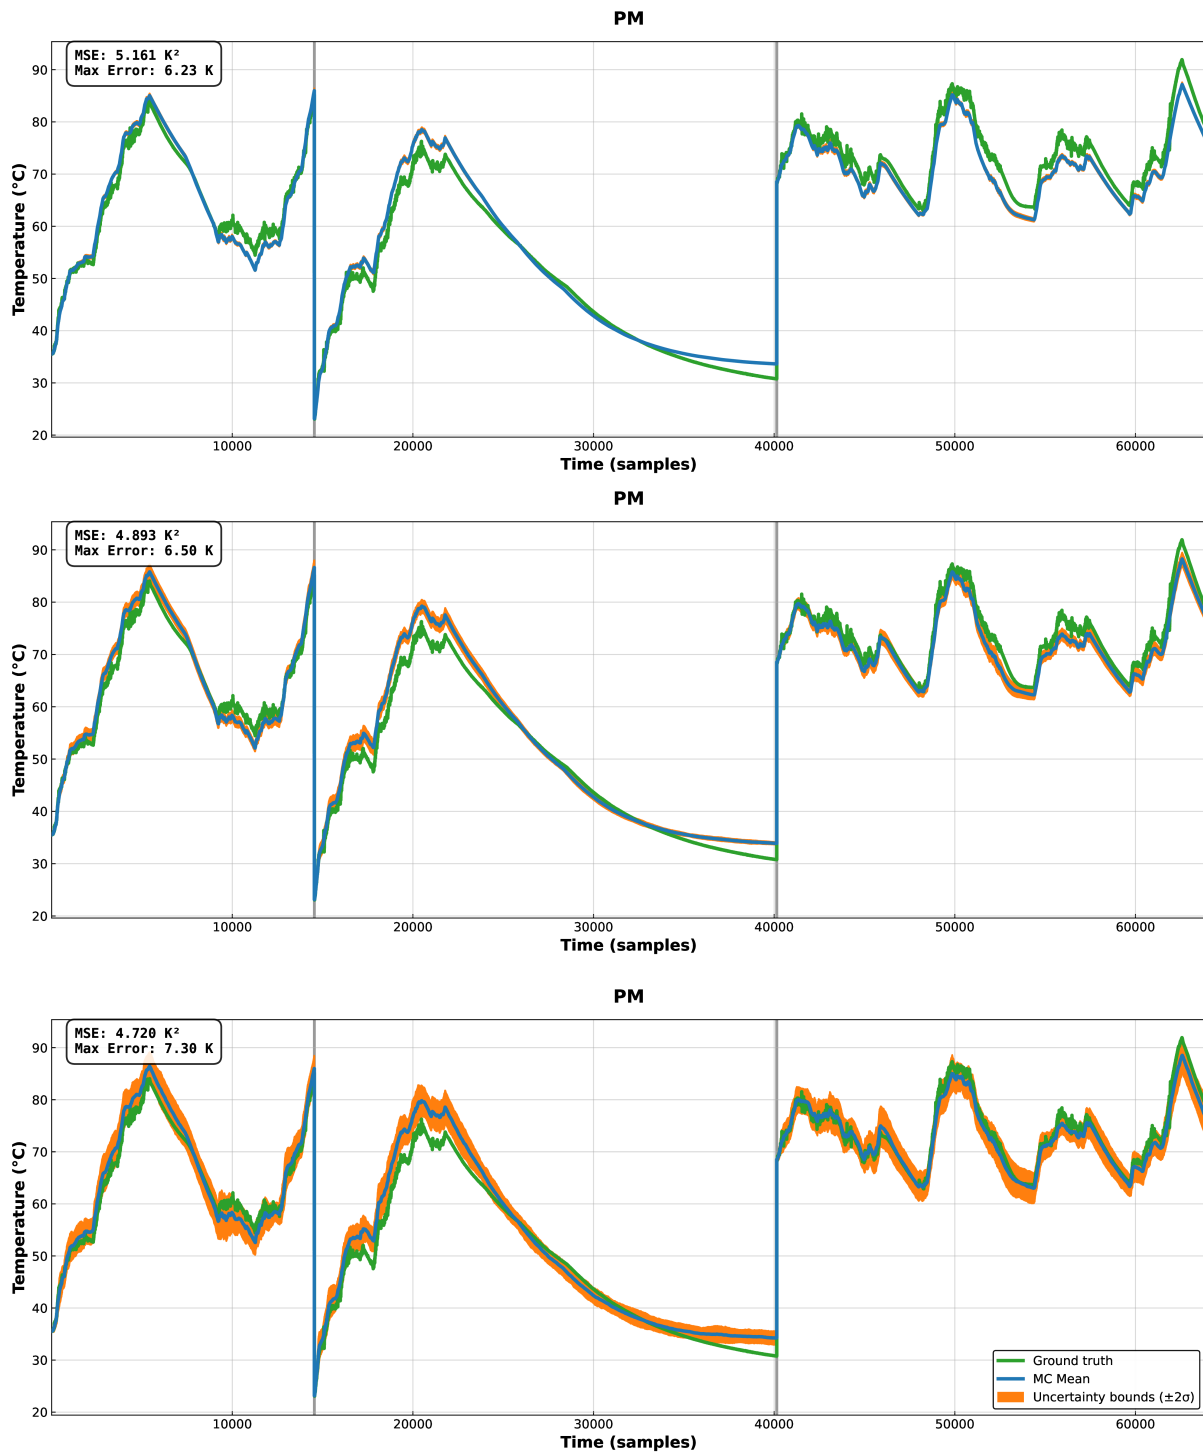 PM
MSE: 5.161 K²
Max Error: 6.23 K
Temperature (°C)
90
80
70
60
50
40
30
20
10000 20000 30000 40000 50000 60000
Time (samples)
PM
MSE: 4.893 K²
Max Error: 6.50 K
Temperature (°C)
90
80
70
60
50
40
30
20
10000 20000 30000 40000 50000 60000
Time (samples)
PM
MSE: 4.720 K²
Max Error: 7.30 K
Temperature (°C)
90
80
70
60
50
40
30
20
Ground truth
MC Mean
Uncertainty bounds (±2σ)
10000 20000 30000 40000 50000 60000
Time (samples)